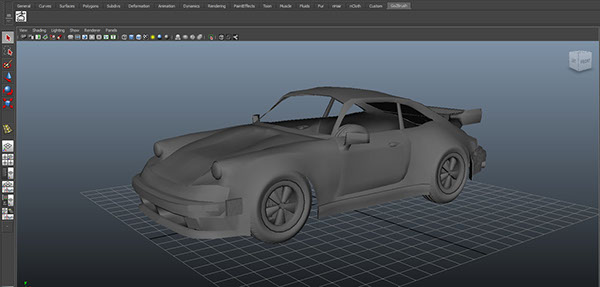 General Curves Surfaces Polygons Subdivs Deformation Animation Dynamics Rendering PaintEffects Toon Muscle Fluids Fur nHair nCloth Custom GoZBrush
View Shading Lighting Show Renderer Panels